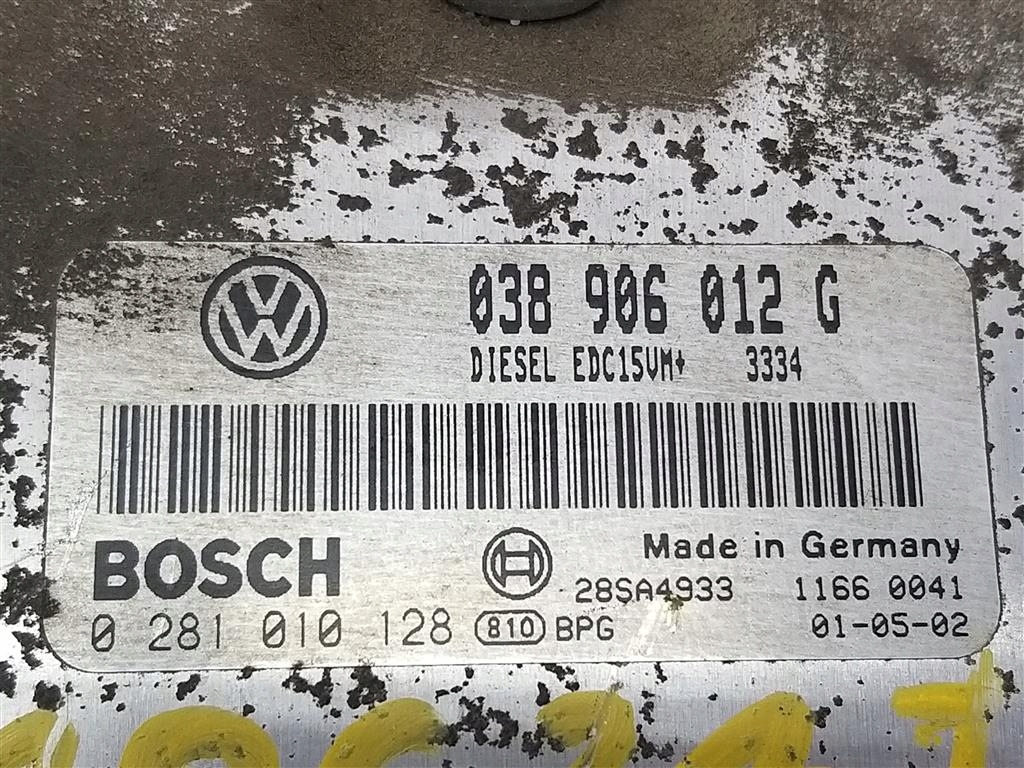 038 906 012 G
DIESEL EDC15VM+ 3334
BOSCH
Made in Germany
28SA4933 1166 0041
0 281 010 128 810 BPG 01-05-02